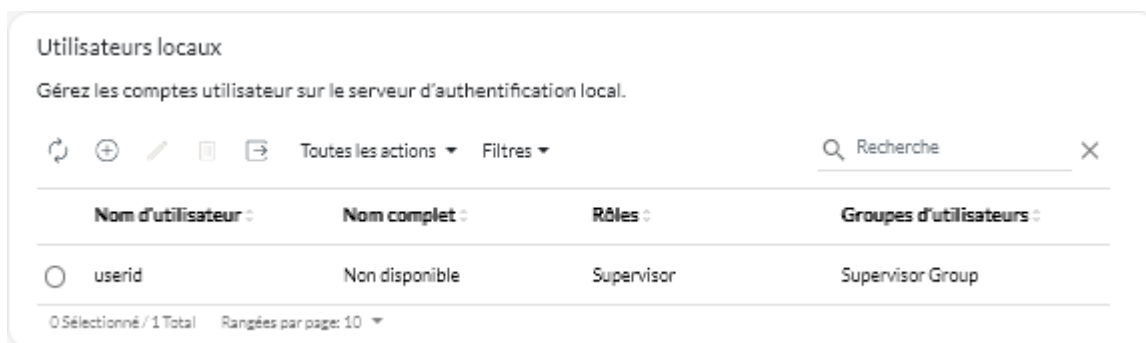 Utilisateurs locaux
Gérez les comptes utilisateur sur le serveur d'authentification local.
Toutes les actions Filtres Recherche
Nom d'utilisateur Nom complet Rôles Groupes d'utilisateurs
userid Non disponible Supervisor Supervisor Group
0 Sélectionné / 1 Total Rangées par page: 10